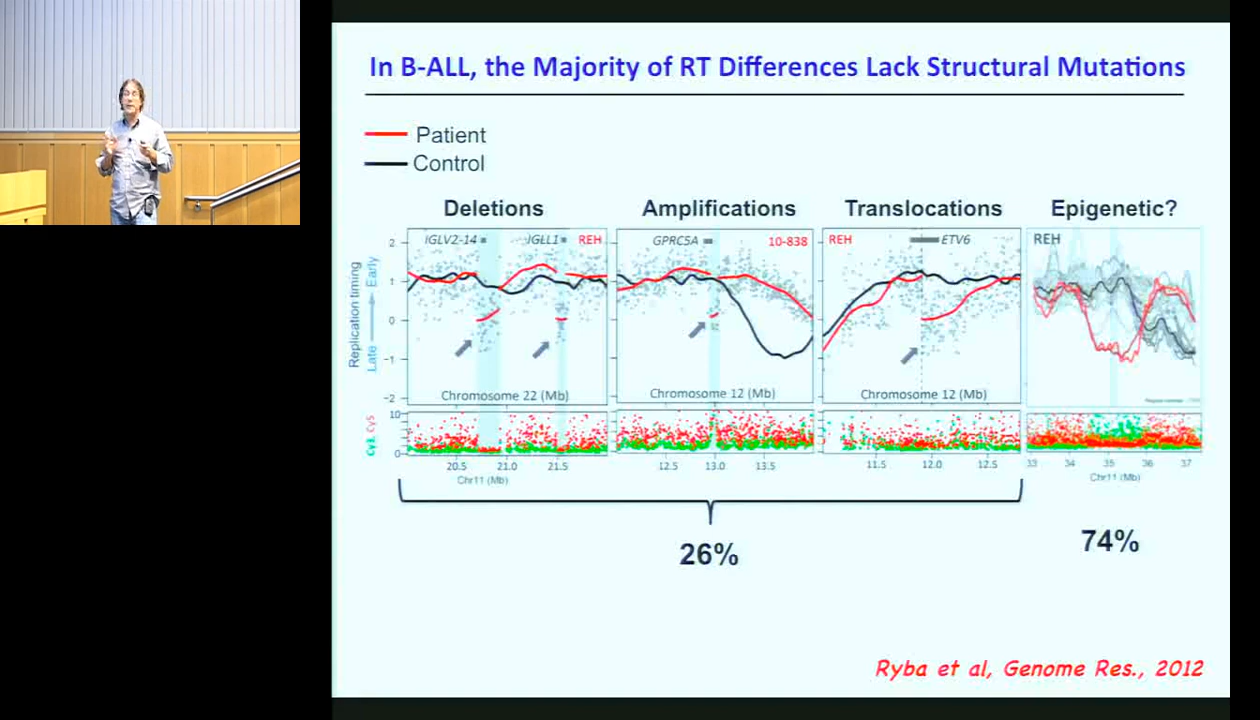 In B-ALL, the Majority of RT Differences Lack Structural Mutations
Patient
Control
Deletions
Amplifications
Translocations
Epigenetic?
IGLV2-14
IGLL1
REH
GPRC5A
10-838
REH
ETV6
REH
Replication timing
Late
Early
2
1
0
−1
−2
Chromosome 22 (Mb)
Chromosome 12 (Mb)
Chromosome 12 (Mb)
Cy3, Cy5
10
0
20.5 21.0 21.5
12.5 13.0 13.5
11.5 12.0 12.5
33 34 35 36 37
Chr11 (Mb)
Chr11 (Mb)
26%
74%
Ryba et al, Genome Res., 2012